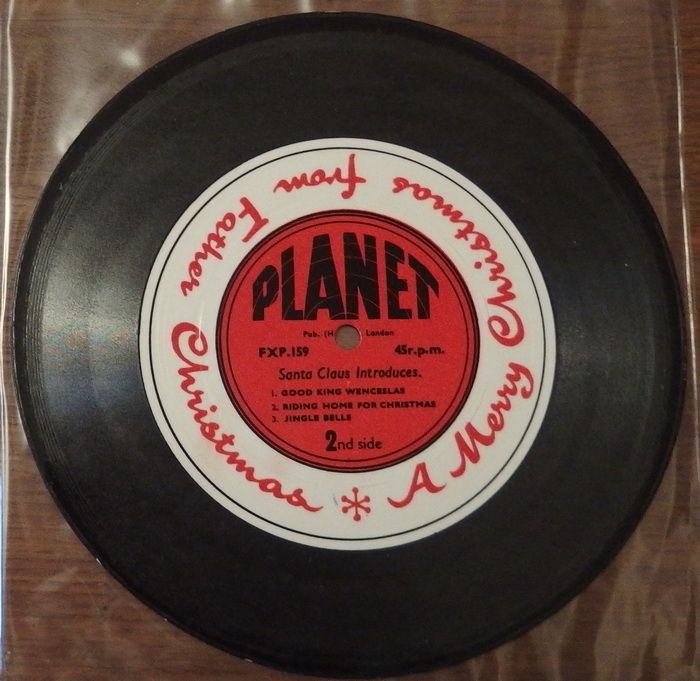 A Merry Christmas from Father Christmas
PLANET
Pub. (H London
FXP.159 45r.p.m.
Santa Claus Introduces.
1. GOOD KING WENCESLAS
2. RIDING HOME FOR CHRISTMAS
3. JINGLE BELLS
2nd side